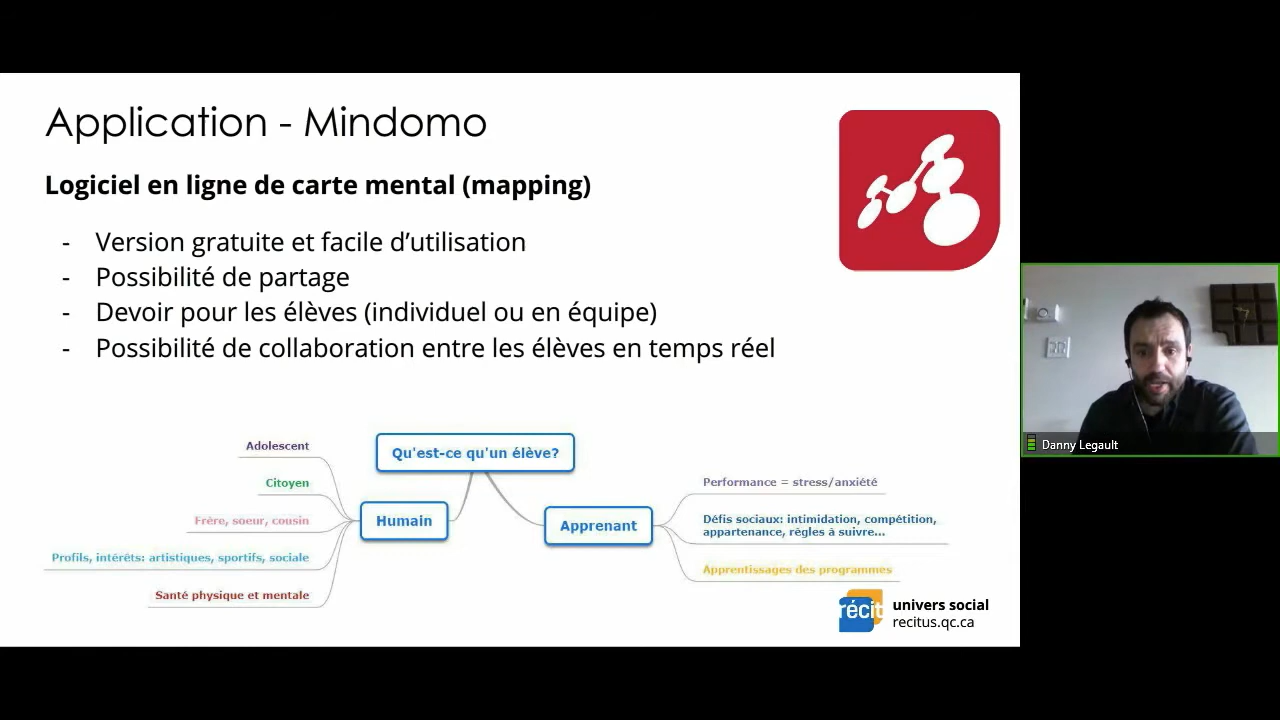 Application - Mindomo
Logiciel en ligne de carte mental (mapping)
- Version gratuite et facile d’utilisation
- Possibilité de partage
- Devoir pour les élèves (individuel ou en équipe)
- Possibilité de collaboration entre les élèves en temps réel
Qu'est-ce qu'un élève?
Humain
Adolescent
Citoyen
Frère, soeur, cousin
Profils, intérêts: artistiques, sportifs, sociale
Santé physique et mentale
Apprenant
Performance = stress/anxiété
Défis sociaux: intimidation, compétition,
appartenance, règles à suivre...
Apprentissages des programmes
récit
univers social
recitus.qc.ca
Danny Legault